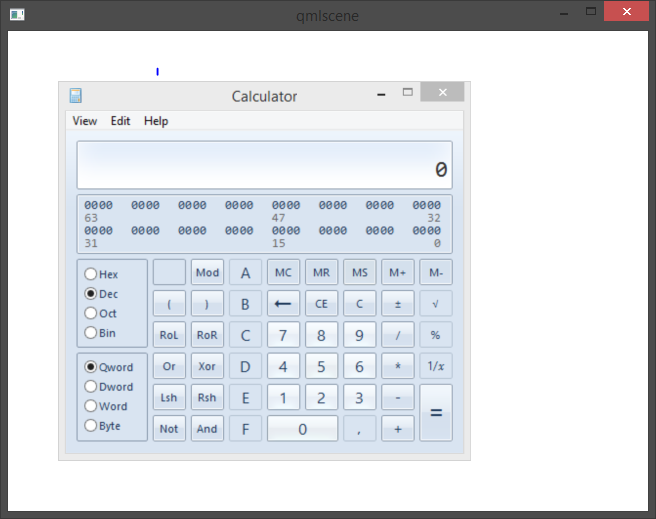 qmlscene
Calculator
View Edit Help
0
0000 0000 0000 0000 0000 0000 0000 0000
63 47 32
0000 0000 0000 0000 0000 0000 0000 0000
31 15 0
Hex Mod A MC MR MS M+ M-
Dec ( ) B ← CE C ± √
Oct
Bin RoL RoR C 7 8 9 / %
Qword Or Xor D 4 5 6 * 1/x
Dword
Word Lsh Rsh E 1 2 3 - =
Byte Not And F 0 , +